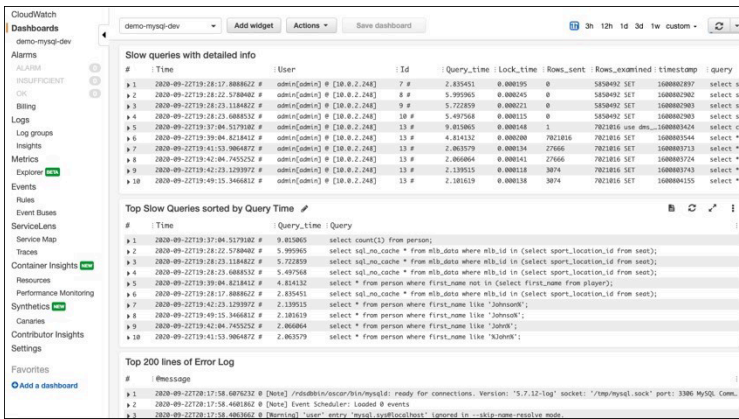 CloudWatch
Dashboards
demo-mysql-dev
Alarms
ALARM 0
INSUFFICIENT 0
OK 0
Billing
Logs
Log groups
Insights
Metrics
Explorer BETA
Events
Rules
Event Buses
ServiceLens
Service Map
Traces
Container Insights NEW
Resources
Performance Monitoring
Synthetics NEW
Canaries
Contributor Insights
Settings
Favorites
Add a dashboard
demo-mysql-dev Add widget Actions Save dashboard 3h 12h 1d 3d 1w custom
Slow queries with detailed info
# Time User Id Query_time Lock_time Rows_sent Rows_examined timestamp query
1 2020-09-22T19:28:17.808862Z # admin[admin] @ [10.0.2.248] 7 # 2.835451 0.000195 0 5850492 SET 1600802897 select s
2 2020-09-22T19:28:22.578040Z # admin[admin] @ [10.0.2.248] 8 # 5.995965 0.000245 0 5850492 SET 1600802902 select s
3 2020-09-22T19:28:23.118482Z # admin[admin] @ [10.0.2.248] 9 # 5.722859 0.000221 0 5850492 SET 1600802903 select s
4 2020-09-22T19:28:23.608853Z # admin[admin] @ [10.0.2.248] 10 # 5.497568 0.000115 0 5850492 SET 1600802903 select s
5 2020-09-22T19:37:04.517910Z # admin[admin] @ [10.0.2.248] 13 # 9.015065 0.000148 1 7021016 use dms_... 1600803424 select c
6 2020-09-22T19:39:04.821841Z # admin[admin] @ [10.0.2.248] 13 # 4.814132 0.000200 7021016 7021016 SET 1600803544 select *
7 2020-09-22T19:41:53.906487Z # admin[admin] @ [10.0.2.248] 13 # 2.063579 0.000134 27666 7021016 SET 1600803713 select *
8 2020-09-22T19:42:04.745525Z # admin[admin] @ [10.0.2.248] 13 # 2.066064 0.000141 27666 7021016 SET 1600803724 select *
9 2020-09-22T19:42:23.129397Z # admin[admin] @ [10.0.2.248] 13 # 2.139515 0.000118 3074 7021016 SET 1600803743 select *
10 2020-09-22T19:49:15.346681Z # admin[admin] @ [10.0.2.248] 13 # 2.101619 0.000138 3074 7021016 SET 1600804155 select *
Top Slow Queries sorted by Query Time
# Time Query_time Query
1 2020-09-22T19:37:04.517910Z # 9.015065 select count(1) from person;
2 2020-09-22T19:28:22.578040Z # 5.995965 select sql_no_cache * from mlb_data where mlb_id in (select sport_location_id from seat);
3 2020-09-22T19:28:23.118482Z # 5.722859 select sql_no_cache * from mlb_data where mlb_id in (select sport_location_id from seat);
4 2020-09-22T19:28:23.608853Z # 5.497568 select sql_no_cache * from mlb_data where mlb_id in (select sport_location_id from seat);
5 2020-09-22T19:39:04.821841Z # 4.814132 select * from person where first_name not in (select first_name from player);
6 2020-09-22T19:28:17.808862Z # 2.835451 select sql_no_cache * from mlb_data where mlb_id in (select sport_location_id from seat);
7 2020-09-22T19:42:23.129397Z # 2.139515 select * from person where first_name like 'Johnson%';
8 2020-09-22T19:49:15.346681Z # 2.101619 select * from person where first_name like 'Johnsa%';
9 2020-09-22T19:42:04.745525Z # 2.066064 select * from person where first_name like 'John%';
10 2020-09-22T19:41:53.906487Z # 2.063579 select * from person where first_name like '%John%';
Top 200 lines of Error Log
# @message
1 2020-09-22T20:17:58.607623Z 0 [Note] /rdsdbbin/oscar/bin/mysqld: ready for connections. Version: '5.7.12-log' socket: '/tmp/mysql.sock' port: 3306 MySQL Comm...
2 2020-09-22T20:17:58.460186Z 0 [Note] Event Scheduler: Loaded 0 events
3 2020-09-22T20:17:58.406366Z 0 [Warning] 'user' entry 'mysql.sys@localhost' ignored in --skip-name-resolve mode.